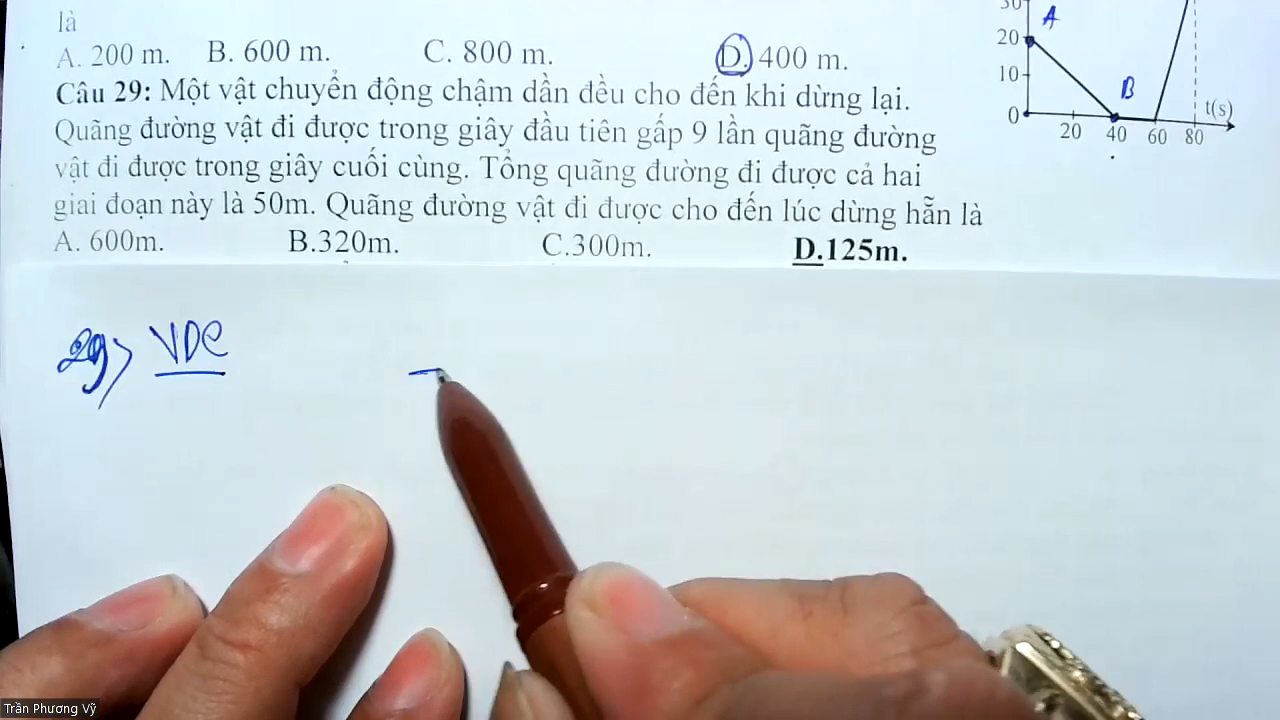 là
A. 200 m. B. 600 m. C. 800 m. D. 400 m.
Câu 29: Một vật chuyển động chậm dần đều cho đến khi dừng lại.
Quãng đường vật đi được trong giây đầu tiên gấp 9 lần quãng đường
vật đi được trong giây cuối cùng. Tổng quãng đường đi được cả hai
giai đoạn này là 50m. Quãng đường vật đi được cho đến lúc dừng hẵn là
A. 600m. B.320m. C.300m. D.125m.
30
A
20
10
B
0
t(s)
20 40 60 80
29> VDC
Trần Phương Vỹ